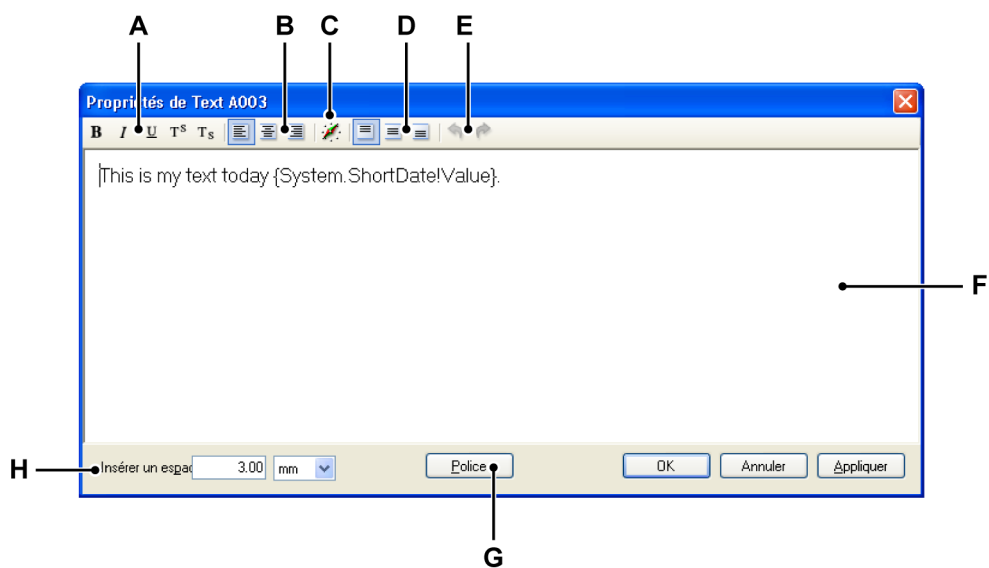 A B C D E
Propriétés de Text A003
B I U TS TS
This is my text today {System.ShortDate!Value}.
F
H Insérer un espac 3.00 mm Police OK Annuler Appliquer
G